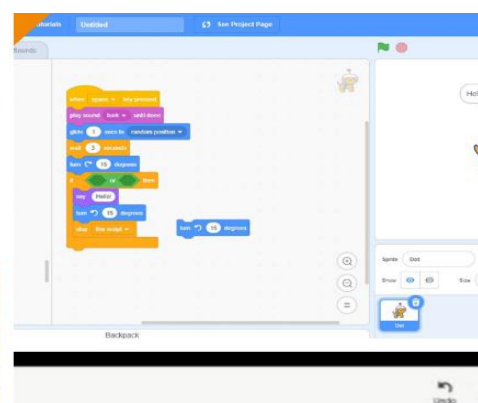 Tutorials Untitled See Project Page
Sounds
when space key pressed
play sound bark until done
glide 1 secs to random position
wait 3 seconds
turn 15 degrees
if or then
say Hello!
turn 15 degrees
stop this script
turn 15 degrees
Hel
Sprite Dot
Show Size
Dot
Backpack
Undo